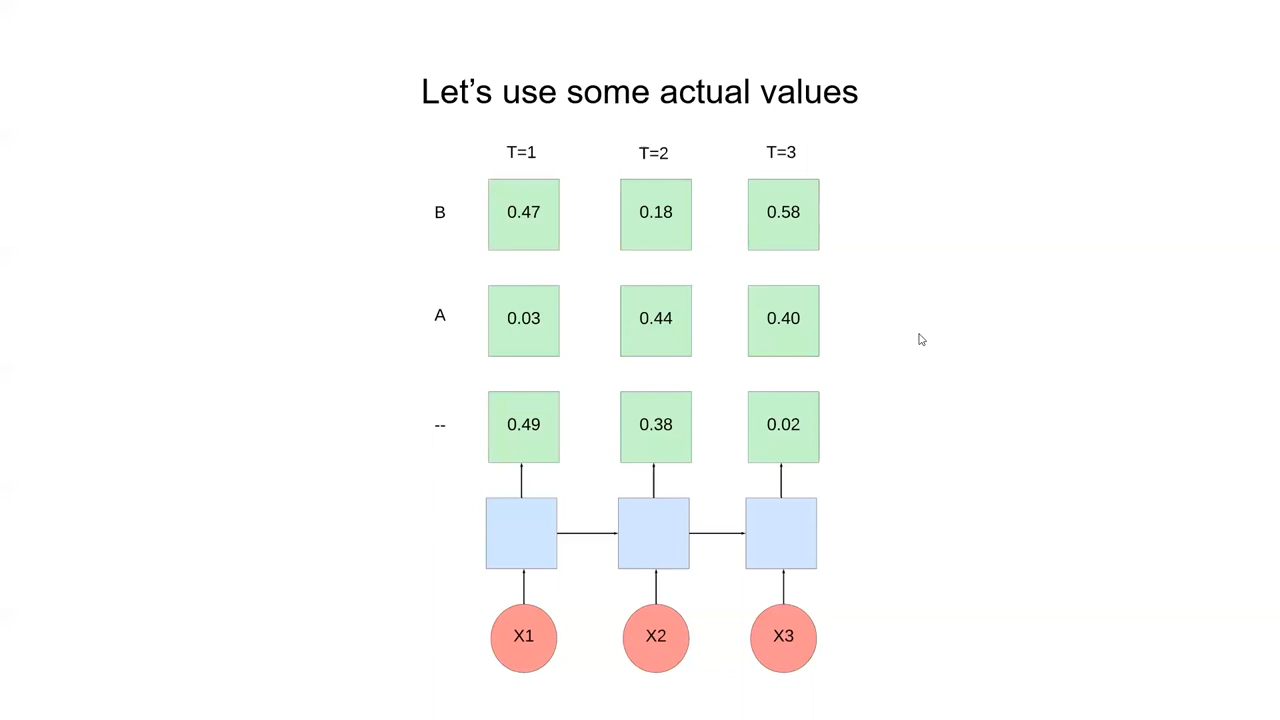 Let's use some actual values
T=1 T=2 T=3
B 0.47 0.18 0.58
A 0.03 0.44 0.40
-- 0.49 0.38 0.02
X1 X2 X3